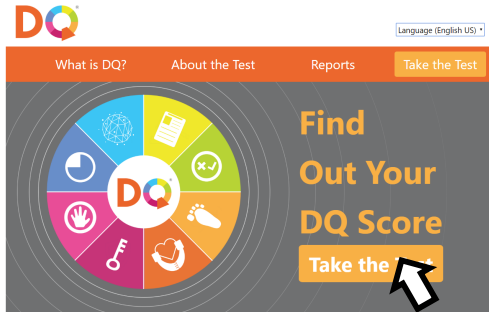 DQ
Language (English US)
What is DQ? About the Test Reports Take the Test
DQ
Find
Out Your
DQ Score
Take the